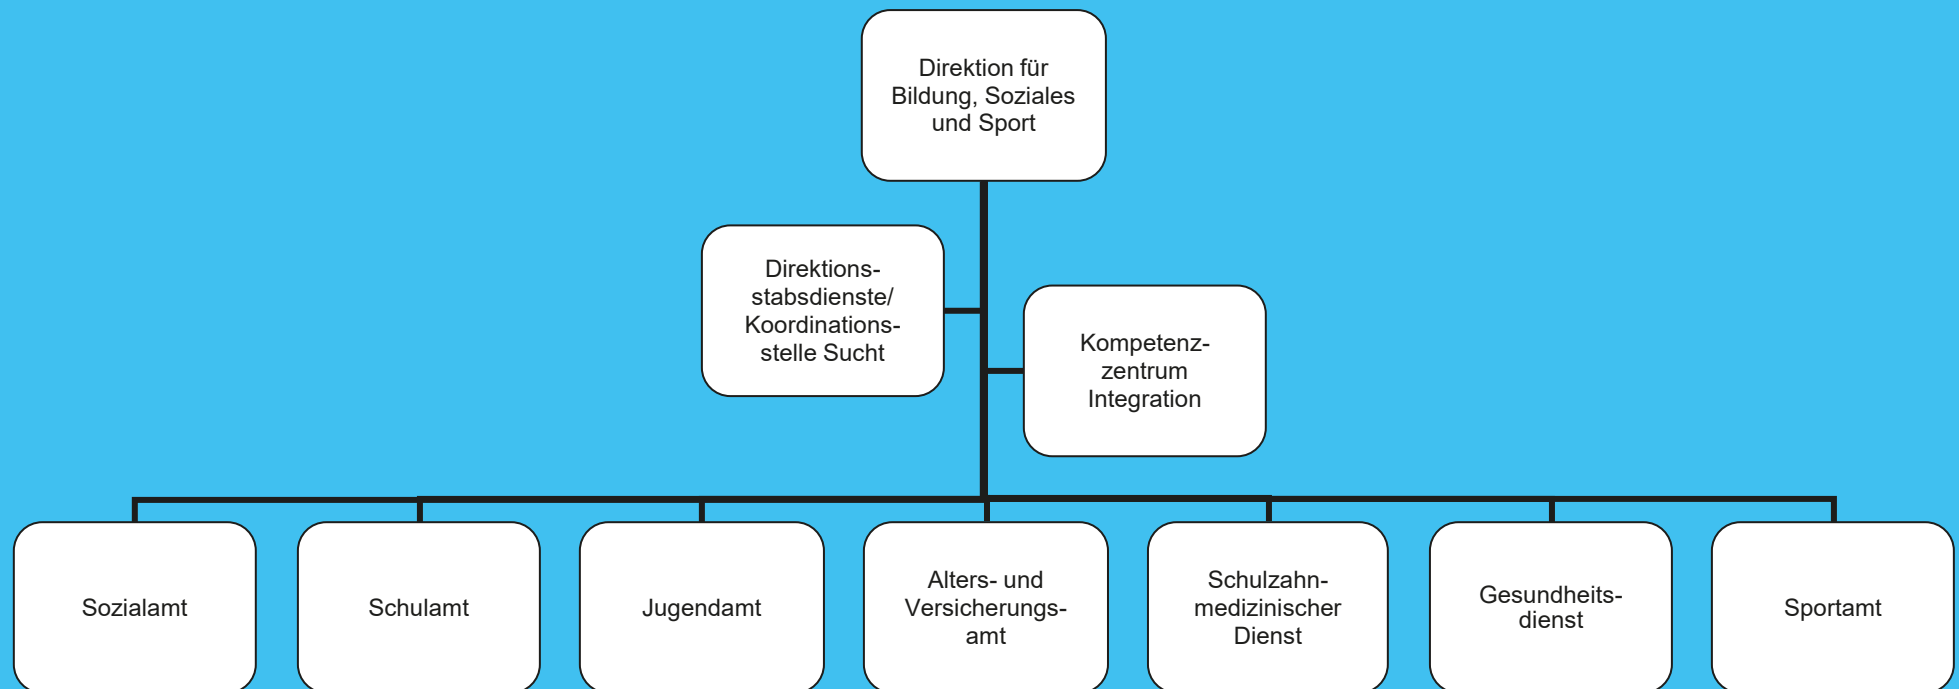 Direktion für
Bildung, Soziales
und Sport
Direktions-
stabsdienste/
Koordinations-
stelle Sucht
Kompetenz-
zentrum
Integration
Sozialamt
Schulamt
Jugendamt
Alters- und
Versicherungs-
amt
Schulzahn-
medizinischer
Dienst
Gesundheits-
dienst
Sportamt